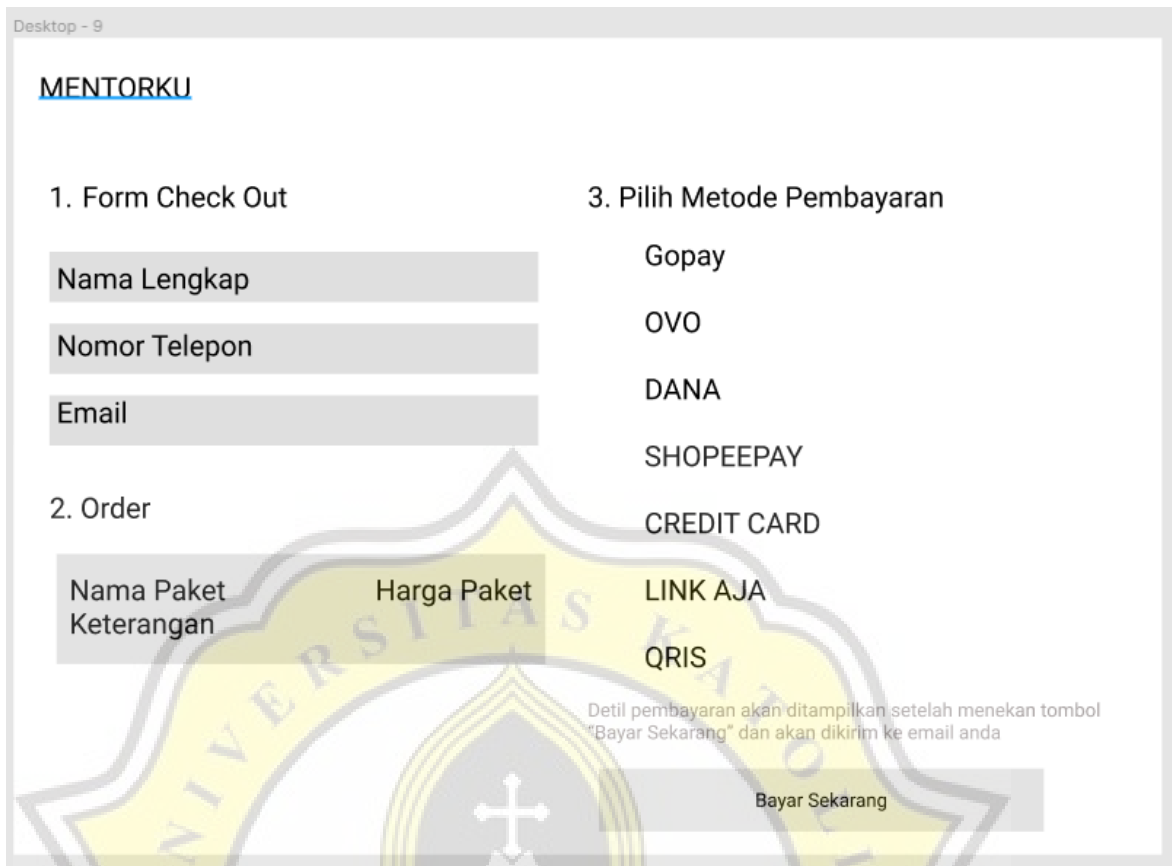 Desktop - 9
MENTORKU
1. Form Check Out
Nama Lengkap
Nomor Telepon
Email
2. Order
Nama Paket Harga Paket
Keterangan
3. Pilih Metode Pembayaran
Gopay
OVO
DANA
SHOPEEPAY
CREDIT CARD
LINK AJA
QRIS
Detil pembayaran akan ditampilkan setelah menekan tombol
"Bayar Sekarang" dan akan dikirim ke email anda
Bayar Sekarang